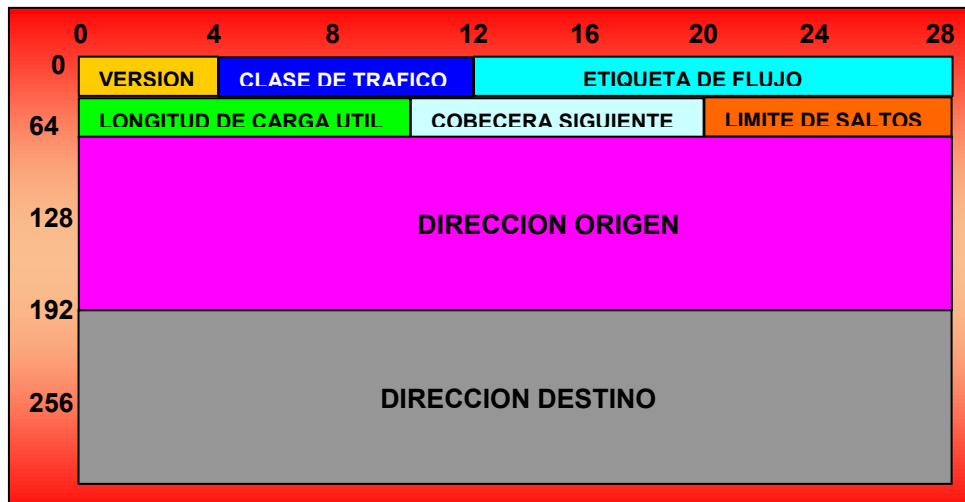 0 4 8 12 16 20 24 28
0 VERSION CLASE DE TRAFICO ETIQUETA DE FLUJO
64 LONGITUD DE CARGA UTIL COBECERA SIGUIENTE LIMITE DE SALTOS
128 DIRECCION ORIGEN
192
256 DIRECCION DESTINO